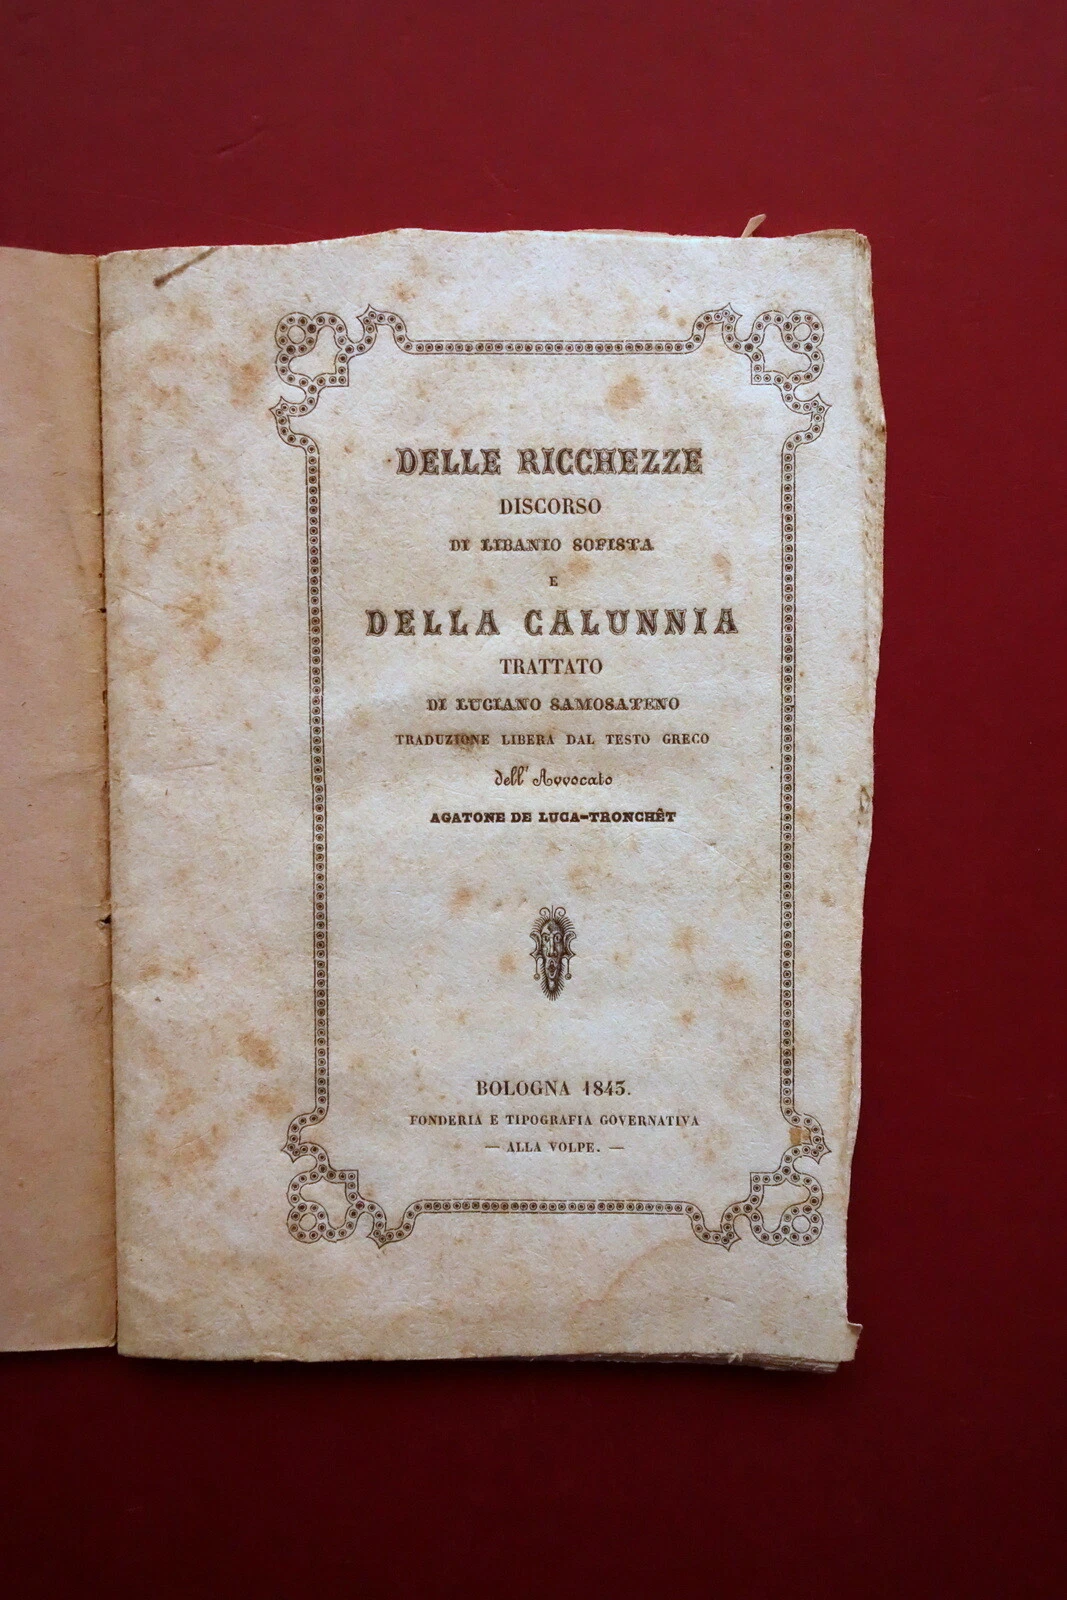 DELLE RICCHEZZE
DISCORSO
DI LIBANIO SOFISTA
E
DELLA CALUNNIA
TRATTATO
DI LUCIANO SAMOSATENO
TRADUZIONE LIBERA DAL TESTO GRECO
dell' Avvocato
AGATONE DE LUCA-TRONCHÊT
BOLOGNA 1843.
FONDERIA E TIPOGRAFIA GOVERNATIVA
— ALLA VOLPE. —